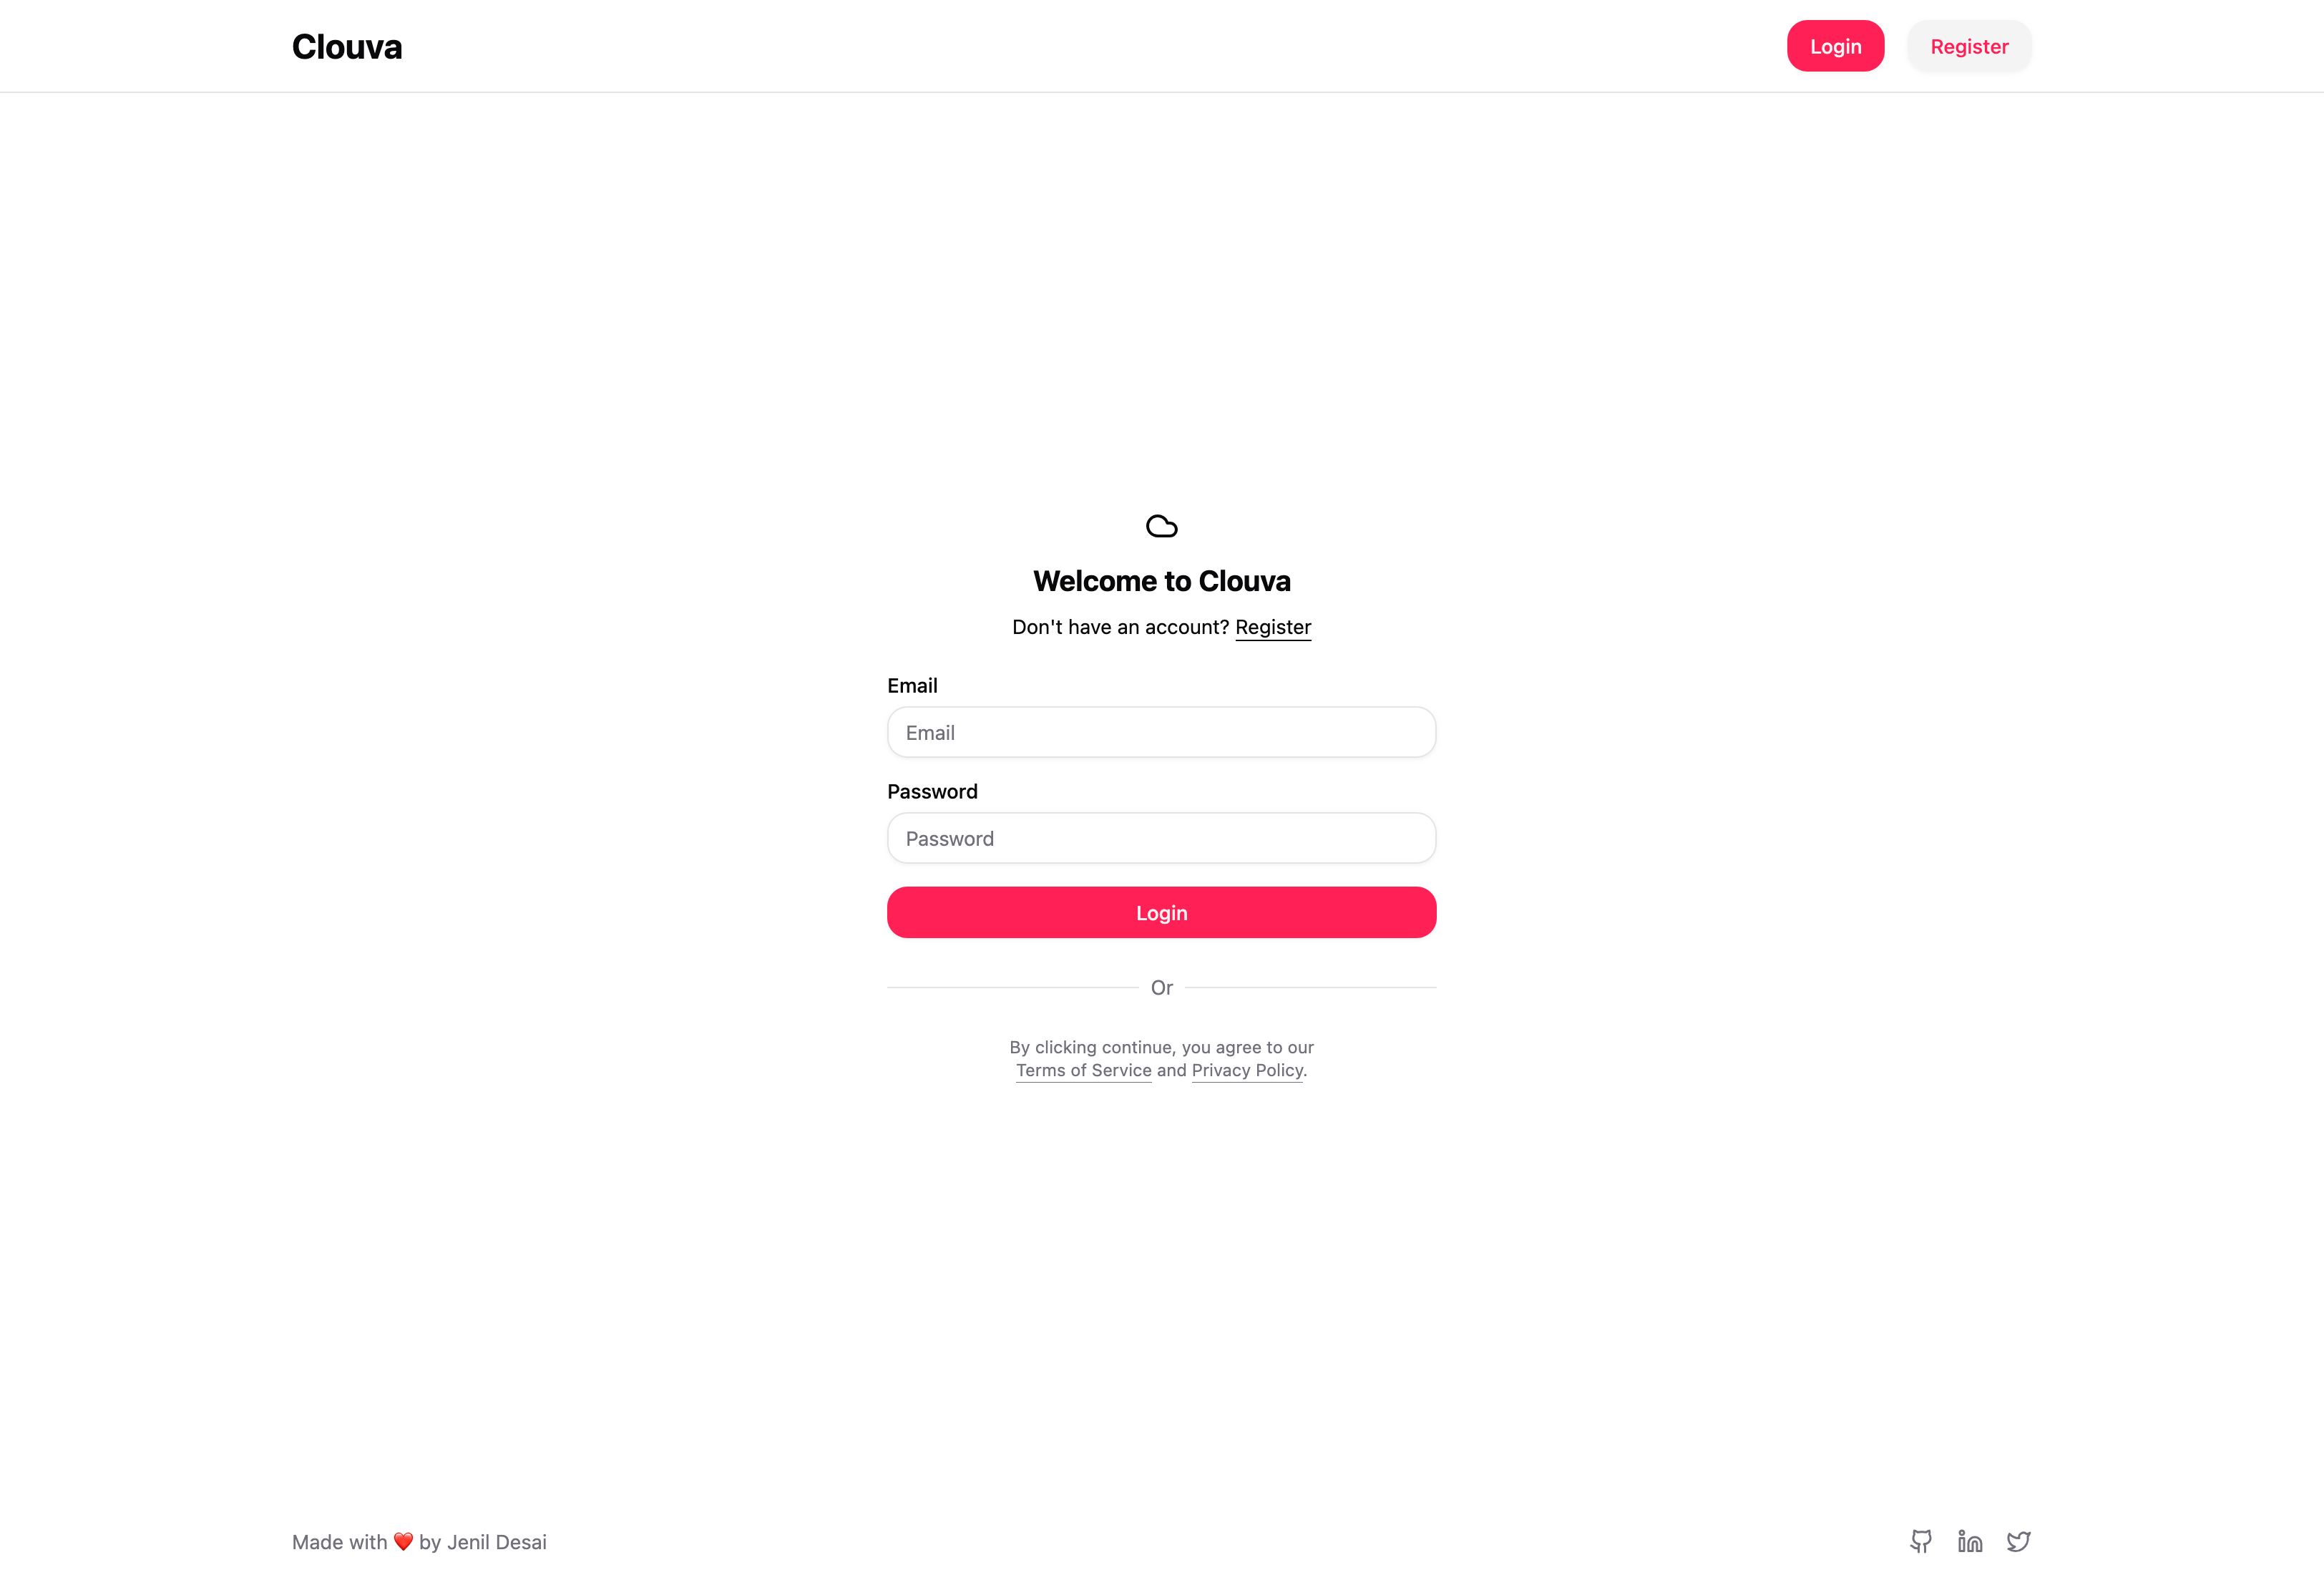 Clouva
Login
Register
Welcome to Clouva
Don't have an account? Register
Email
Email
Password
Password
Login
Or
By clicking continue, you agree to our
Terms of Service and Privacy Policy.
Made with ❤️ by Jenil Desai